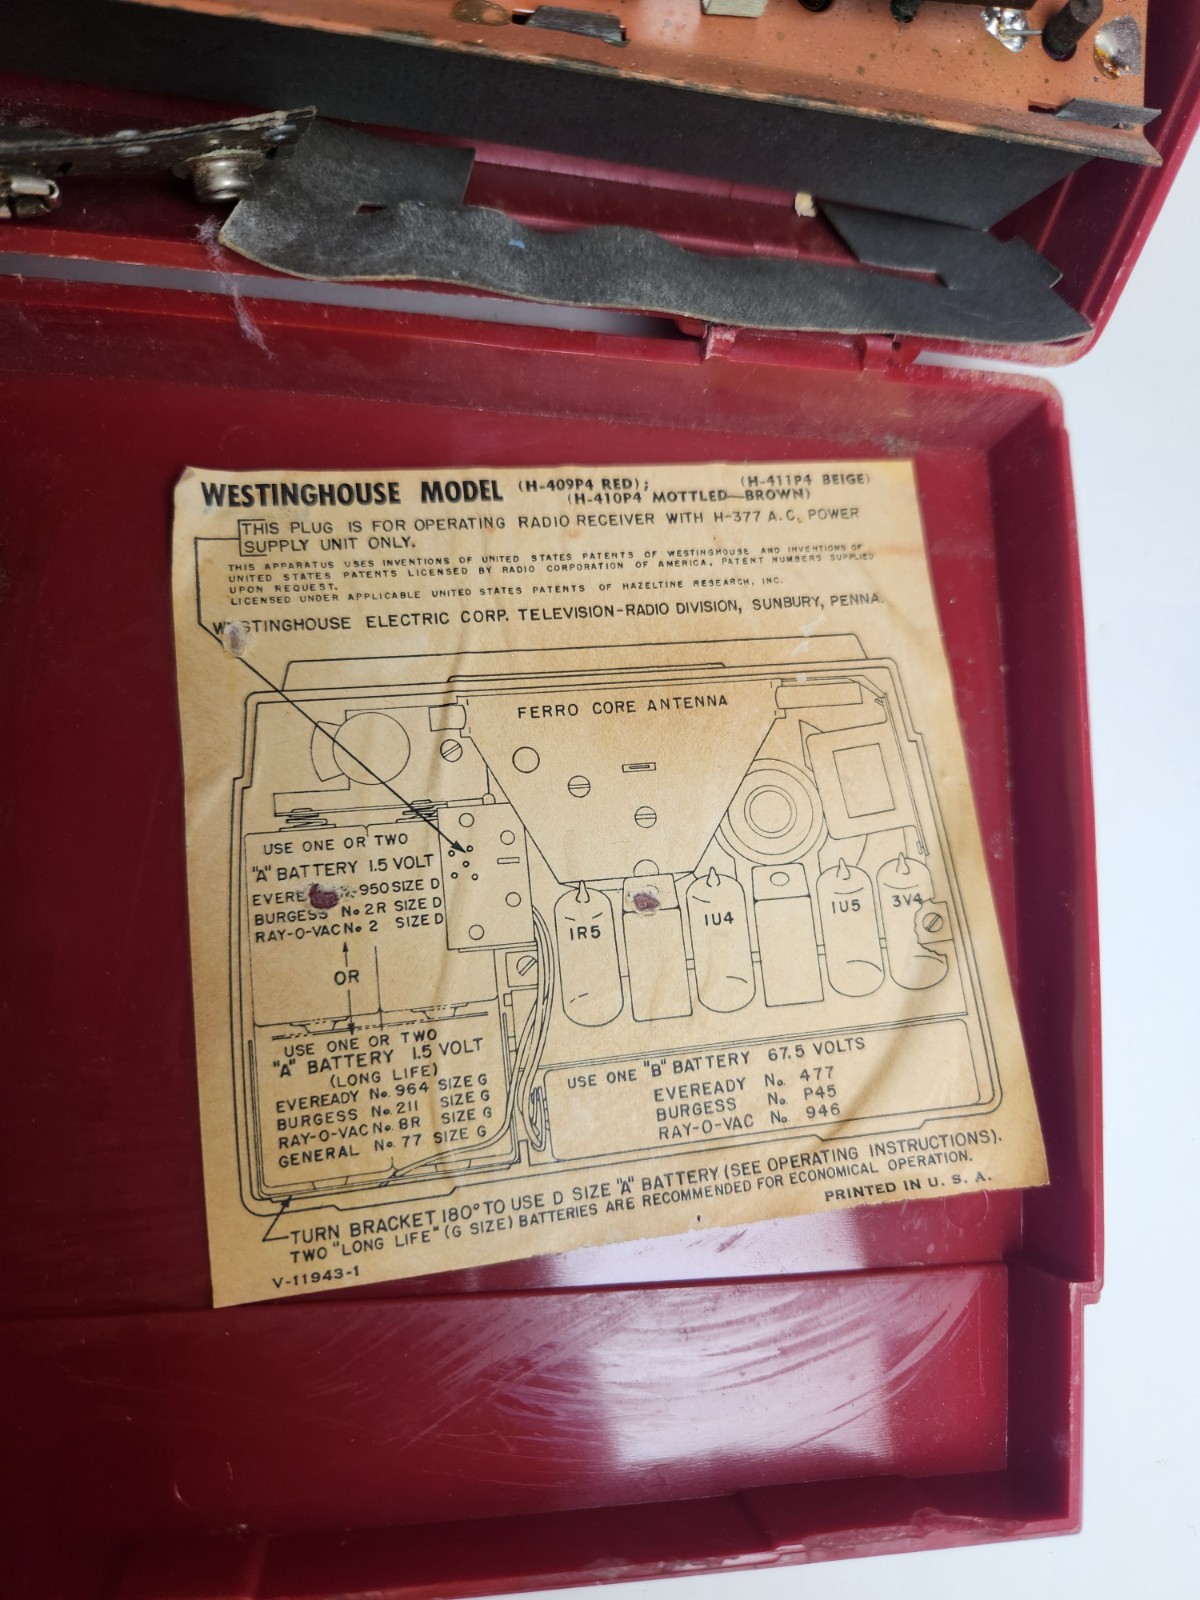 WESTINGHOUSE MODEL (H-409P4 RED); (H-411P4 BEIGE)
(H-410P4 MOTTLED-BROWN)
THIS PLUG IS FOR OPERATING RADIO RECEIVER WITH H-377 A.C. POWER
SUPPLY UNIT ONLY.
THIS APPARATUS USES INVENTIONS OF UNITED STATES PATENTS OF WESTINGHOUSE AND INVENTIONS OF
UNITED STATES PATENTS LICENSED BY RADIO CORPORATION OF AMERICA, PATENT NUMBERS SUPPLIED
UPON REQUEST.
LICENSED UNDER APPLICABLE UNITED STATES PATENTS OF HAZELTINE RESEARCH, INC.
WESTINGHOUSE ELECTRIC CORP. TELEVISION-RADIO DIVISION, SUNBURY, PENNA.
FERRO CORE ANTENNA
USE ONE OR TWO
"A" BATTERY 1.5 VOLT
950 SIZE D
BURGESS No. 2R SIZE D
RAY-O-VAC No. 2 SIZE D
OR
USE ONE OR TWO
"A" BATTERY 1.5 VOLT
(LONG LIFE)
EVEREADY No. 964 SIZE G
BURGESS No. 211 SIZE G
RAY-O-VAC No. 8R SIZE G
GENERAL No. 77 SIZE G
1R5
1U4
1U5
3V4
USE ONE "B" BATTERY 67.5 VOLTS
EVEREADY No. 477
BURGESS No. P45
RAY-O-VAC No. 946
TURN BRACKET 180° TO USE D SIZE "A" BATTERY (SEE OPERATING INSTRUCTIONS).
TWO "LONG LIFE" (G SIZE) BATTERIES ARE RECOMMENDED FOR ECONOMICAL OPERATION.
PRINTED IN U. S. A.
V-11943-1